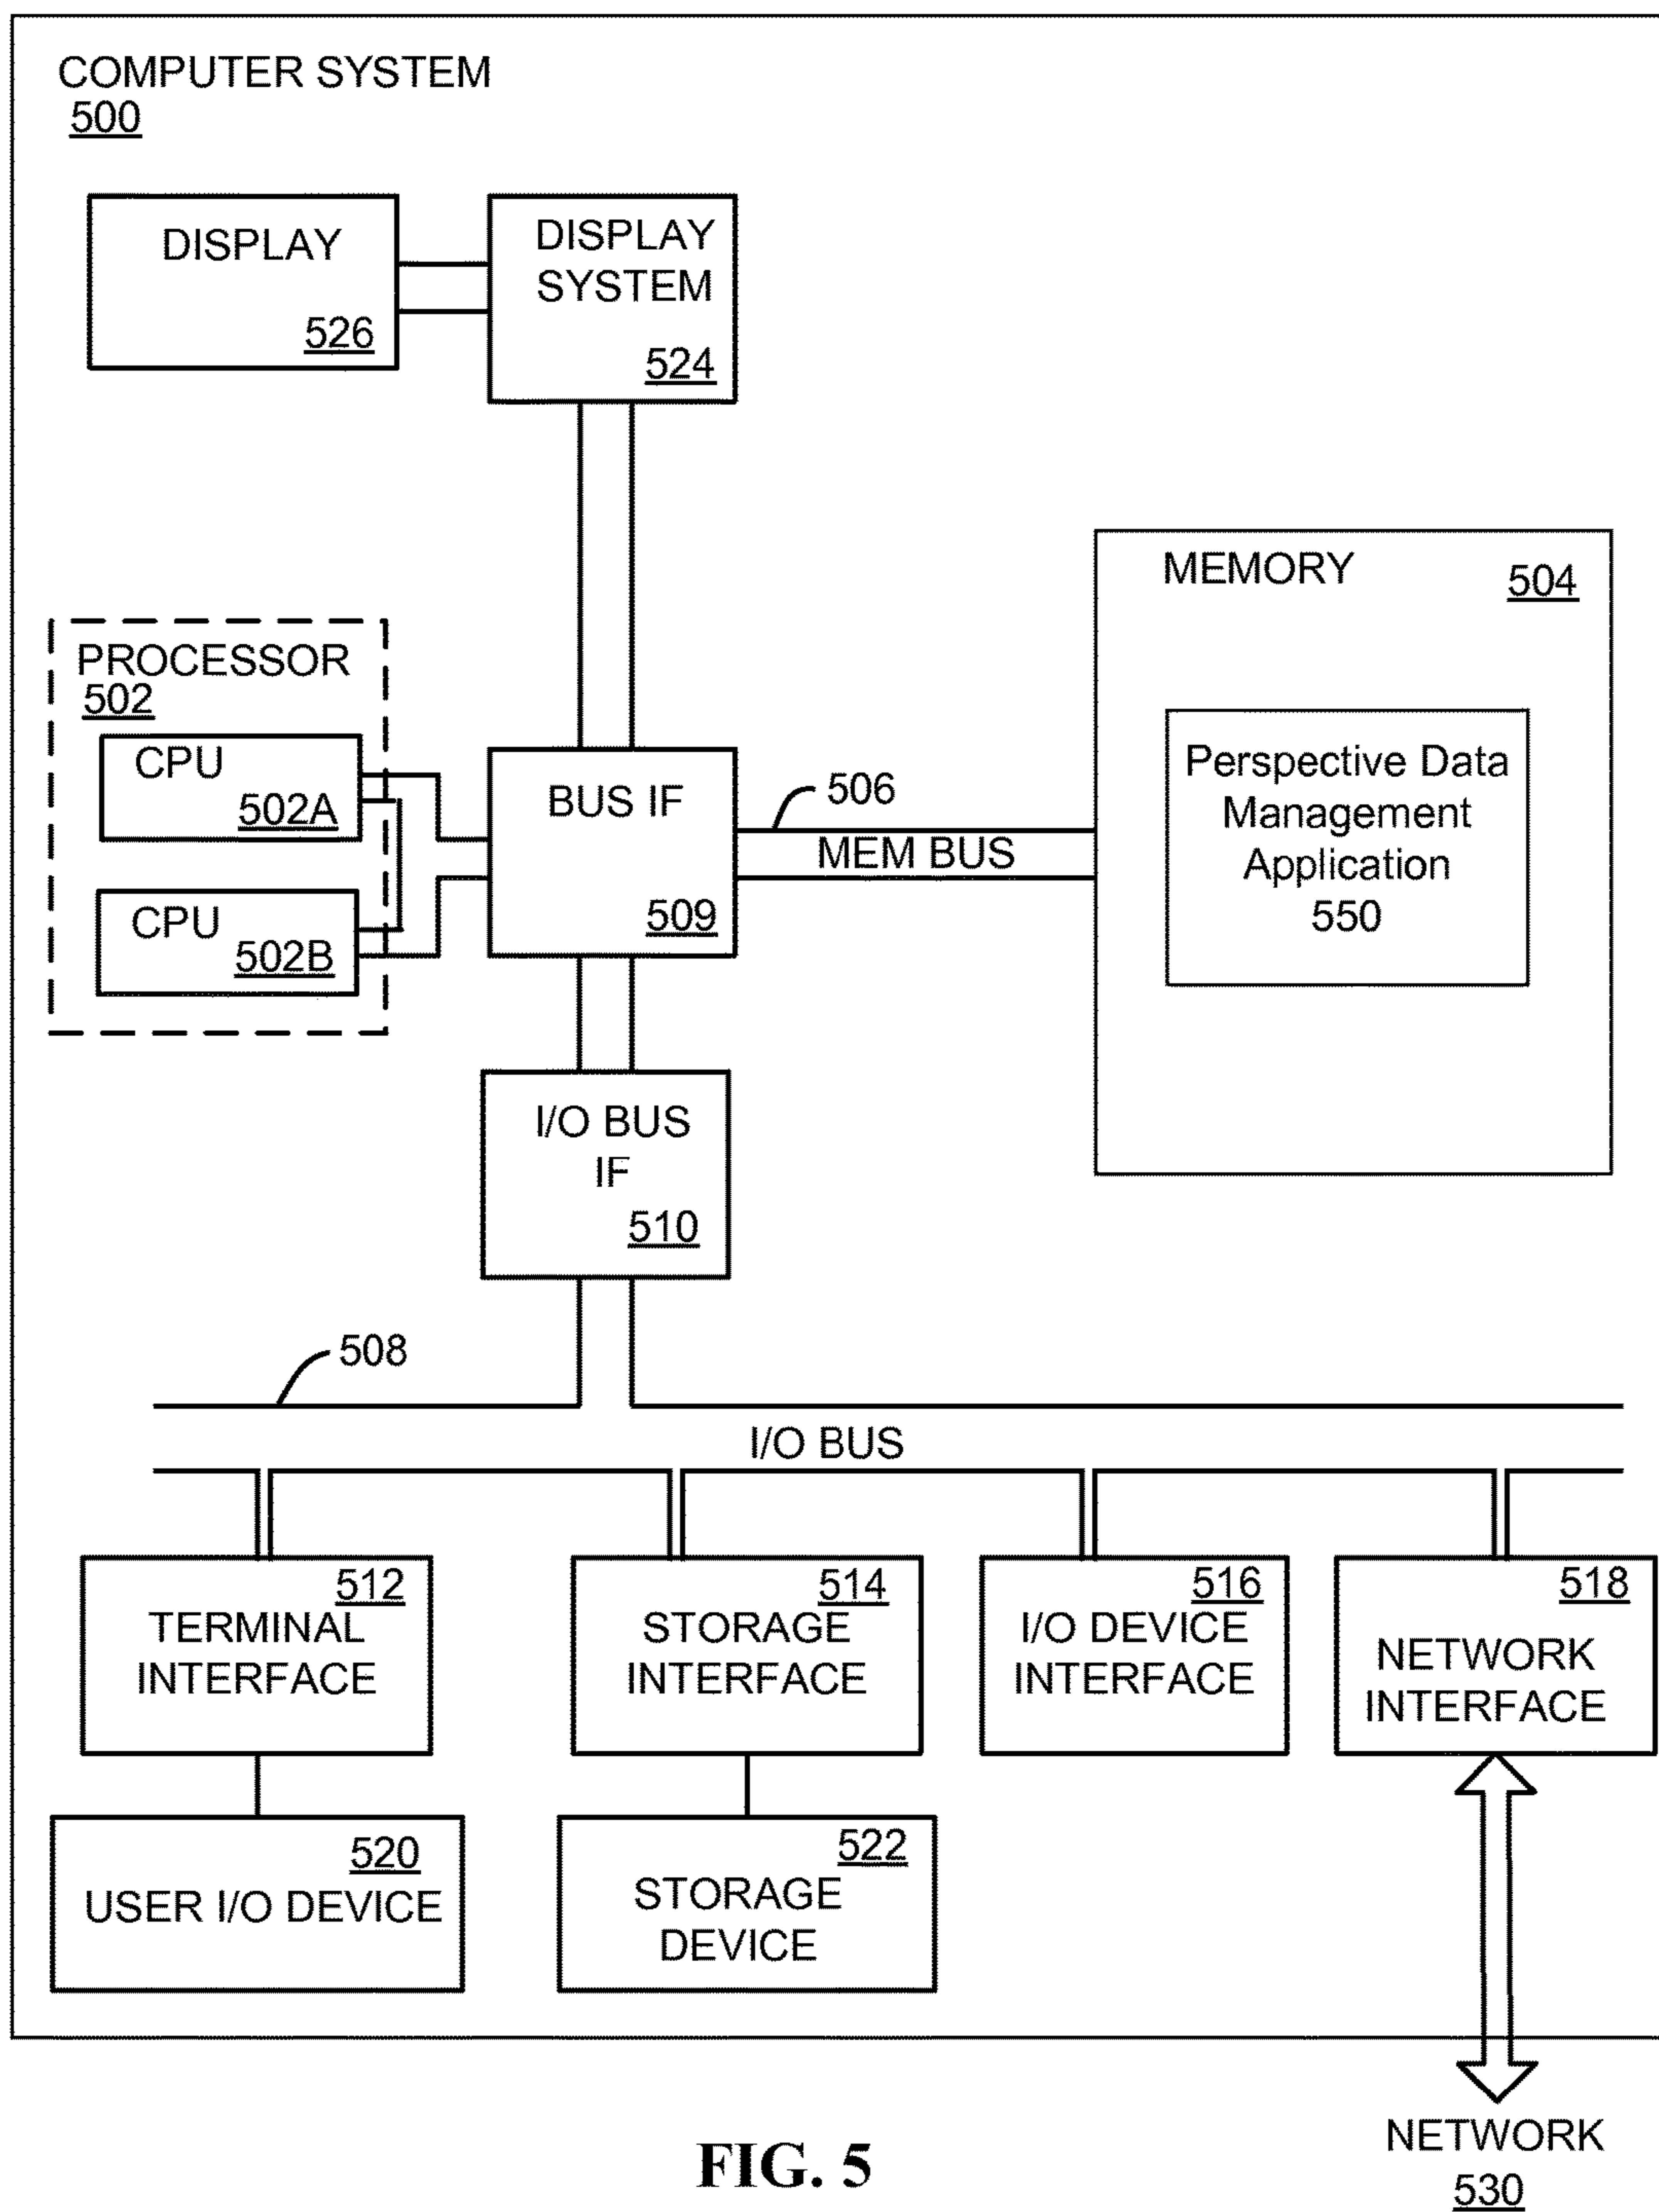 COMPUTER SYSTEM
500
DISPLAY
526
DISPLAY
SYSTEM
524
MEMORY
504
PROCESSOR
502
CPU
502A
CPU
502B
BUS IF
509
506
MEM BUS
Perspective Data
Management
Application
550
I/O BUS
IF
510
508
I/O BUS
512
TERMINAL
INTERFACE
514
STORAGE
INTERFACE
516
I/O DEVICE
INTERFACE
518
NETWORK
INTERFACE
520
USER I/O DEVICE
522
STORAGE
DEVICE
NETWORK
530
FIG. 5